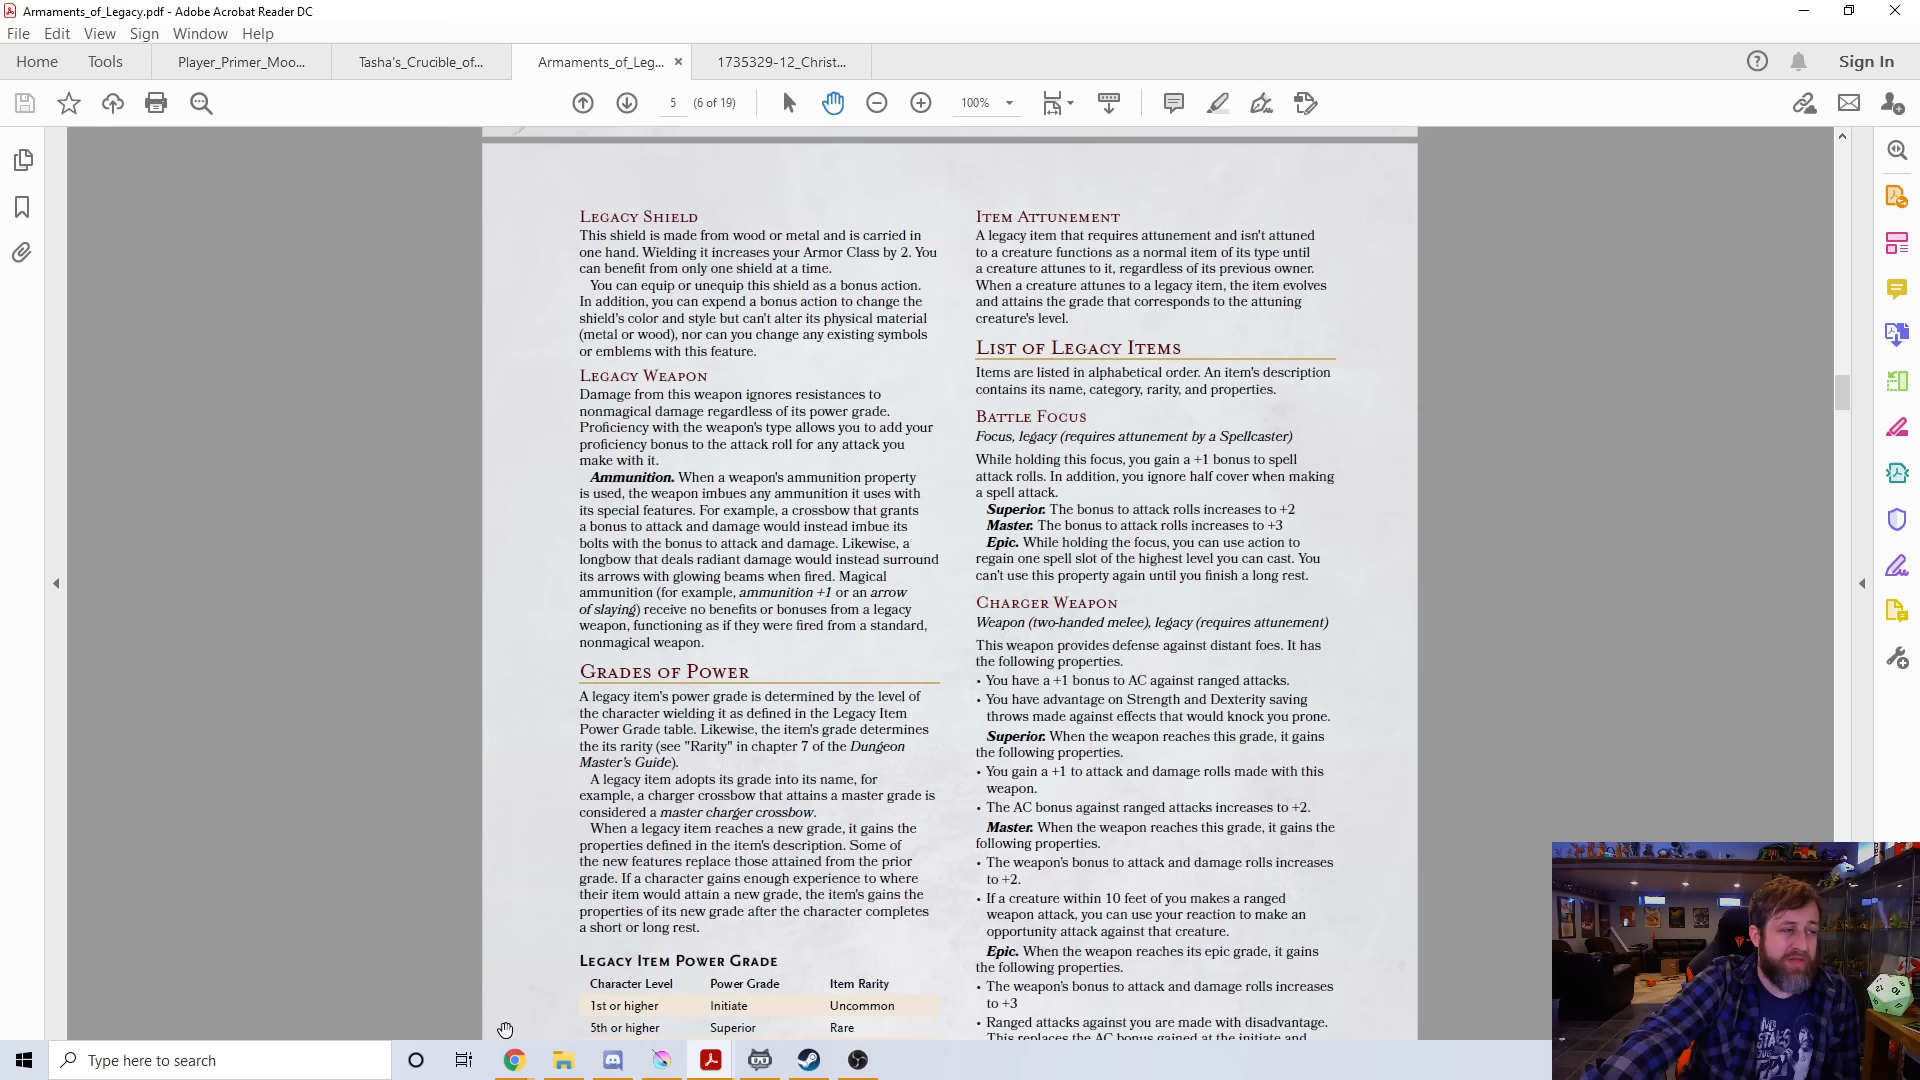 Armaments_of_Legacy.pdf - Adobe Acrobat Reader DC
File Edit View Sign Window Help
Home Tools Player_Primer_Moo... Tasha's_Crucible_of... Armaments_of_Leg... × 1735329-12_Christ... Sign In
5 (6 of 19) 100%
LEGACY SHIELD
This shield is made from wood or metal and is carried in
one hand. Wielding it increases your Armor Class by 2. You
can benefit from only one shield at a time.
You can equip or unequip this shield as a bonus action.
In addition, you can expend a bonus action to change the
shield's color and style but can't alter its physical material
(metal or wood), nor can you change any existing symbols
or emblems with this feature.
LEGACY WEAPON
Damage from this weapon ignores resistances to
nonmagical damage regardless of its power grade.
Proficiency with the weapon's type allows you to add your
proficiency bonus to the attack roll for any attack you
make with it.
Ammunition. When a weapon's ammunition property
is used, the weapon imbues any ammunition it uses with
its special features. For example, a crossbow that grants
a bonus to attack and damage would instead imbue its
bolts with the bonus to attack and damage. Likewise, a
longbow that deals radiant damage would instead surround
its arrows with glowing beams when fired. Magical
ammunition (for example, ammunition +1 or an arrow
of slaying) receive no benefits or bonuses from a legacy
weapon, functioning as if they were fired from a standard,
nonmagical weapon.
GRADES OF POWER
A legacy item's power grade is determined by the level of
the character wielding it as defined in the Legacy Item
Power Grade table. Likewise, the item's grade determines
the its rarity (see "Rarity" in chapter 7 of the Dungeon
Master's Guide).
A legacy item adopts its grade into its name, for
example, a charger crossbow that attains a master grade is
considered a master charger crossbow.
When a legacy item reaches a new grade, it gains the
properties defined in the item's description. Some of
the new features replace those attained from the prior
grade. If a character gains enough experience to where
their item would attain a new grade, the item's gains the
properties of its new grade after the character completes
a short or long rest.
LEGACY ITEM POWER GRADE
Character Level Power Grade Item Rarity
1st or higher Initiate Uncommon
5th or higher Superior Rare
ITEM ATTUNEMENT
A legacy item that requires attunement and isn't attuned
to a creature functions as a normal item of its type until
a creature attunes to it, regardless of its previous owner.
When a creature attunes to a legacy item, the item evolves
and attains the grade that corresponds to the attuning
creature's level.
LIST OF LEGACY ITEMS
Items are listed in alphabetical order. An item's description
contains its name, category, rarity, and properties.
BATTLE FOCUS
Focus, legacy (requires attunement by a Spellcaster)
While holding this focus, you gain a +1 bonus to spell
attack rolls. In addition, you ignore half cover when making
a spell attack.
Superior. The bonus to attack rolls increases to +2
Master. The bonus to attack rolls increases to +3
Epic. While holding the focus, you can use action to
regain one spell slot of the highest level you can cast. You
can't use this property again until you finish a long rest.
CHARGER WEAPON
Weapon (two-handed melee), legacy (requires attunement)
This weapon provides defense against distant foes. It has
the following properties.
• You have a +1 bonus to AC against ranged attacks.
• You have advantage on Strength and Dexterity saving
throws made against effects that would knock you prone.
Superior. When the weapon reaches this grade, it gains
the following properties.
• You gain a +1 to attack and damage rolls made with this
weapon.
• The AC bonus against ranged attacks increases to +2.
Master. When the weapon reaches this grade, it gains the
following properties.
• The weapon's bonus to attack and damage rolls increases
to +2.
• If a creature within 10 feet of you makes a ranged
weapon attack, you can use your reaction to make an
opportunity attack against that creature.
Epic. When the weapon reaches its epic grade, it gains
the following properties.
• The weapon's bonus to attack and damage rolls increases
to +3
• Ranged attacks against you are made with disadvantage.
This replaces the AC bonus gained at the initiate and
Type here to search